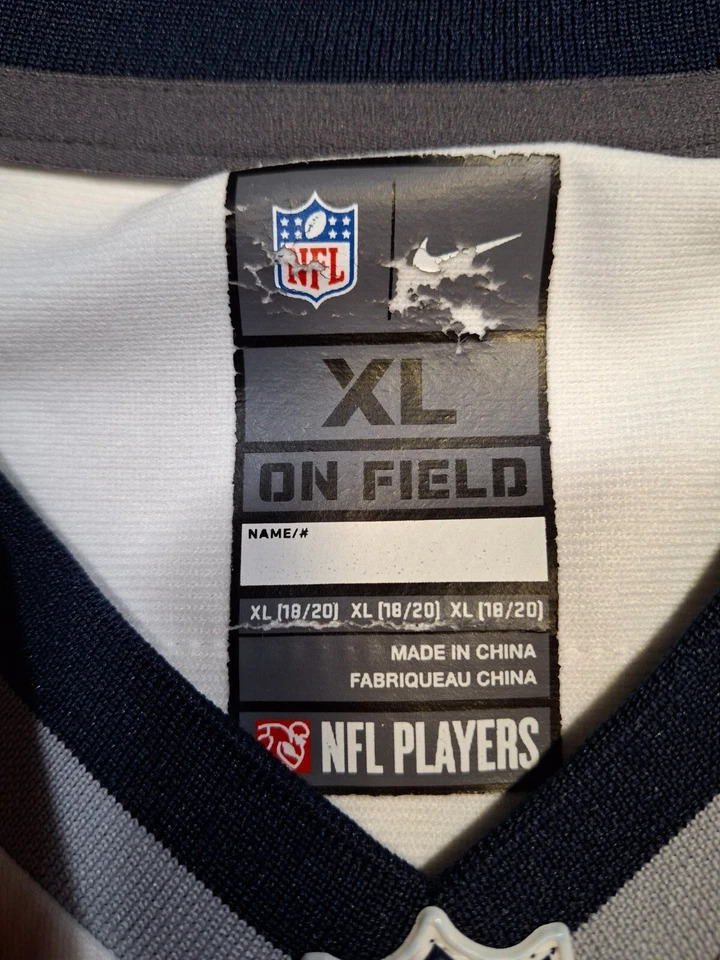 NFL
XL
ON FIELD
NAME/#
XL (18/20) XL (18/20) XL (18/20)
MADE IN CHINA
FABRIQUEAU CHINA
NFL PLAYERS